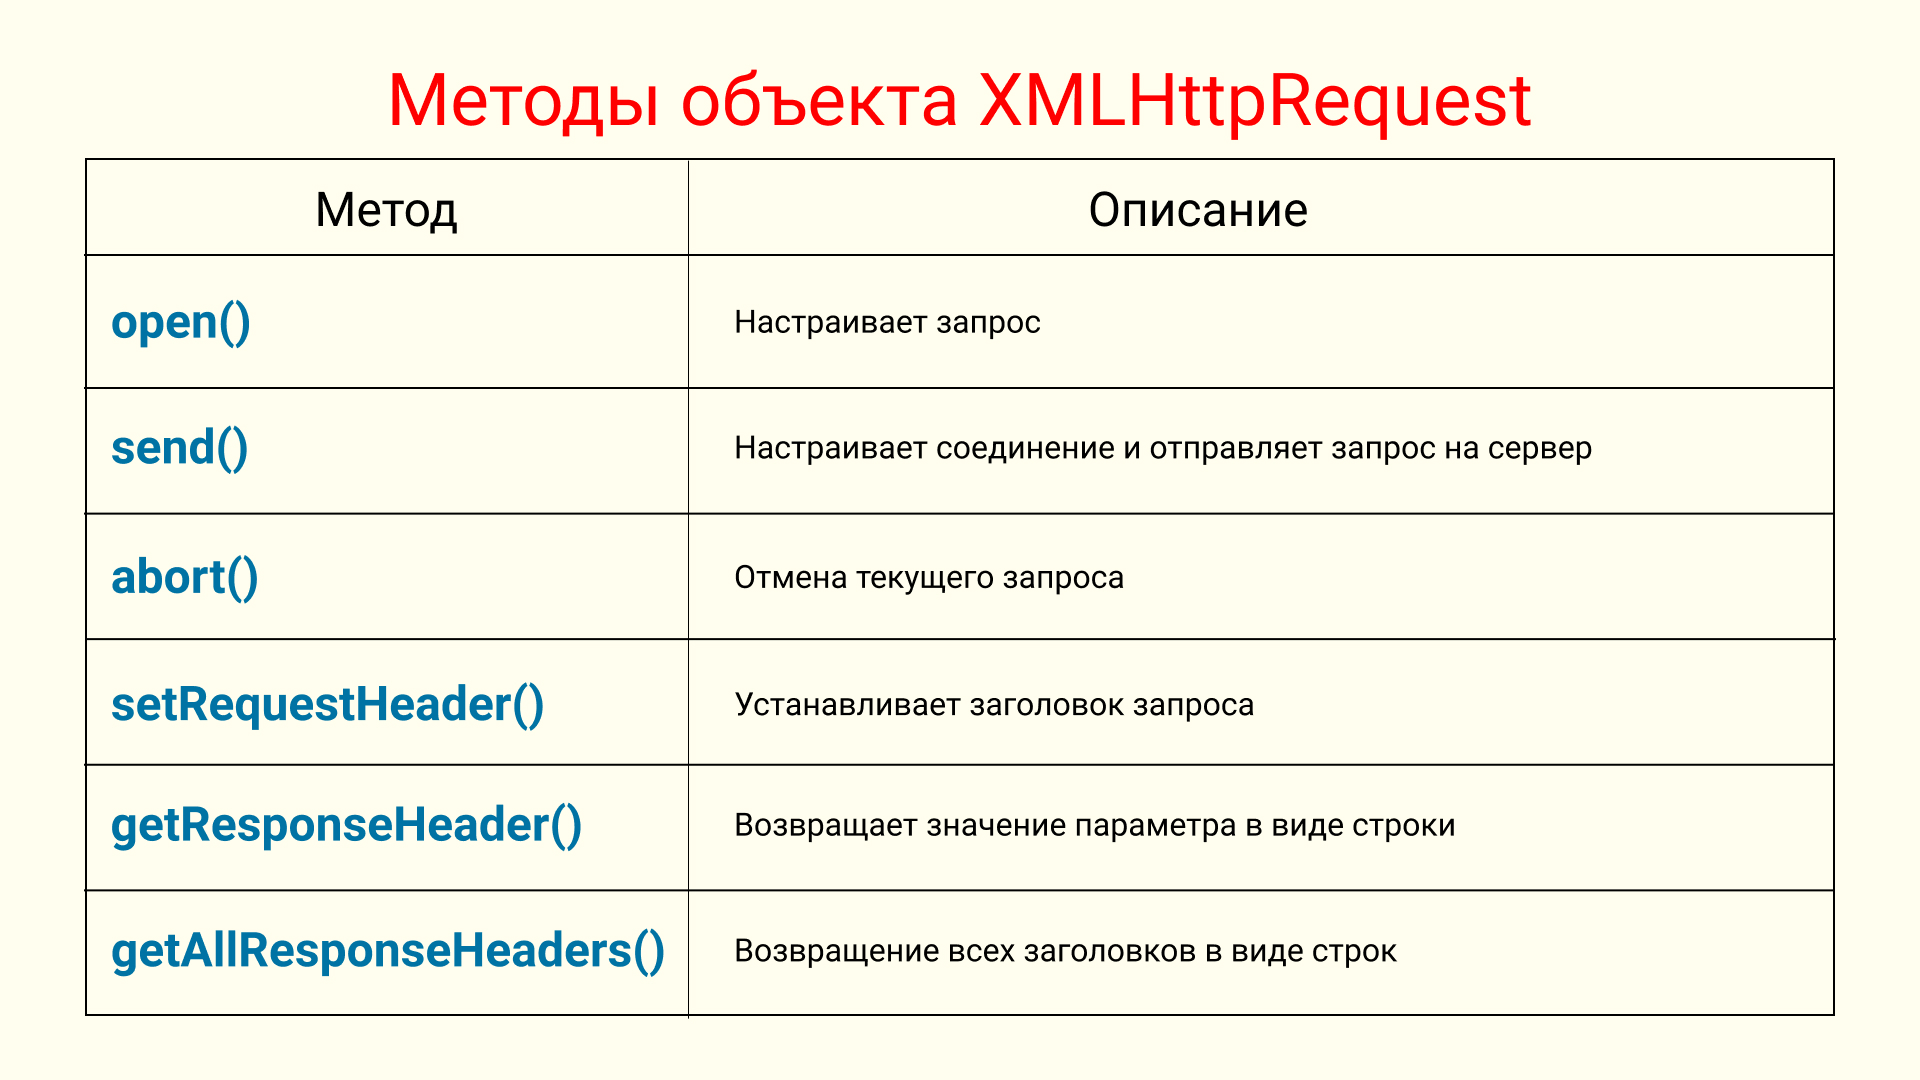 Методы объекта XMLHttpRequest
Метод
Описание
open()
Настраивает запрос
send()
Настраивает соединение и отправляет запрос на сервер
abort()
Отмена текущего запроса
setRequestHeader()
Устанавливает заголовок запроса
getResponseHeader()
Возвращает значение параметра в виде строки
getAllResponseHeaders()
Возвращение всех заголовков в виде строк